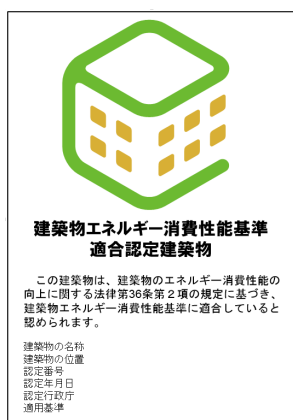 建築物エネルギー消費性能基準
適合認定建築物
この建築物は、建築物のエネルギー消費性能の
向上に関する法律第36条第２項の規定に基づき、
建築物エネルギー消費性能基準に適合していると
認められます。
建築物の名称
建築物の位置
認定番号
認定年月日
認定行政庁
適用基準